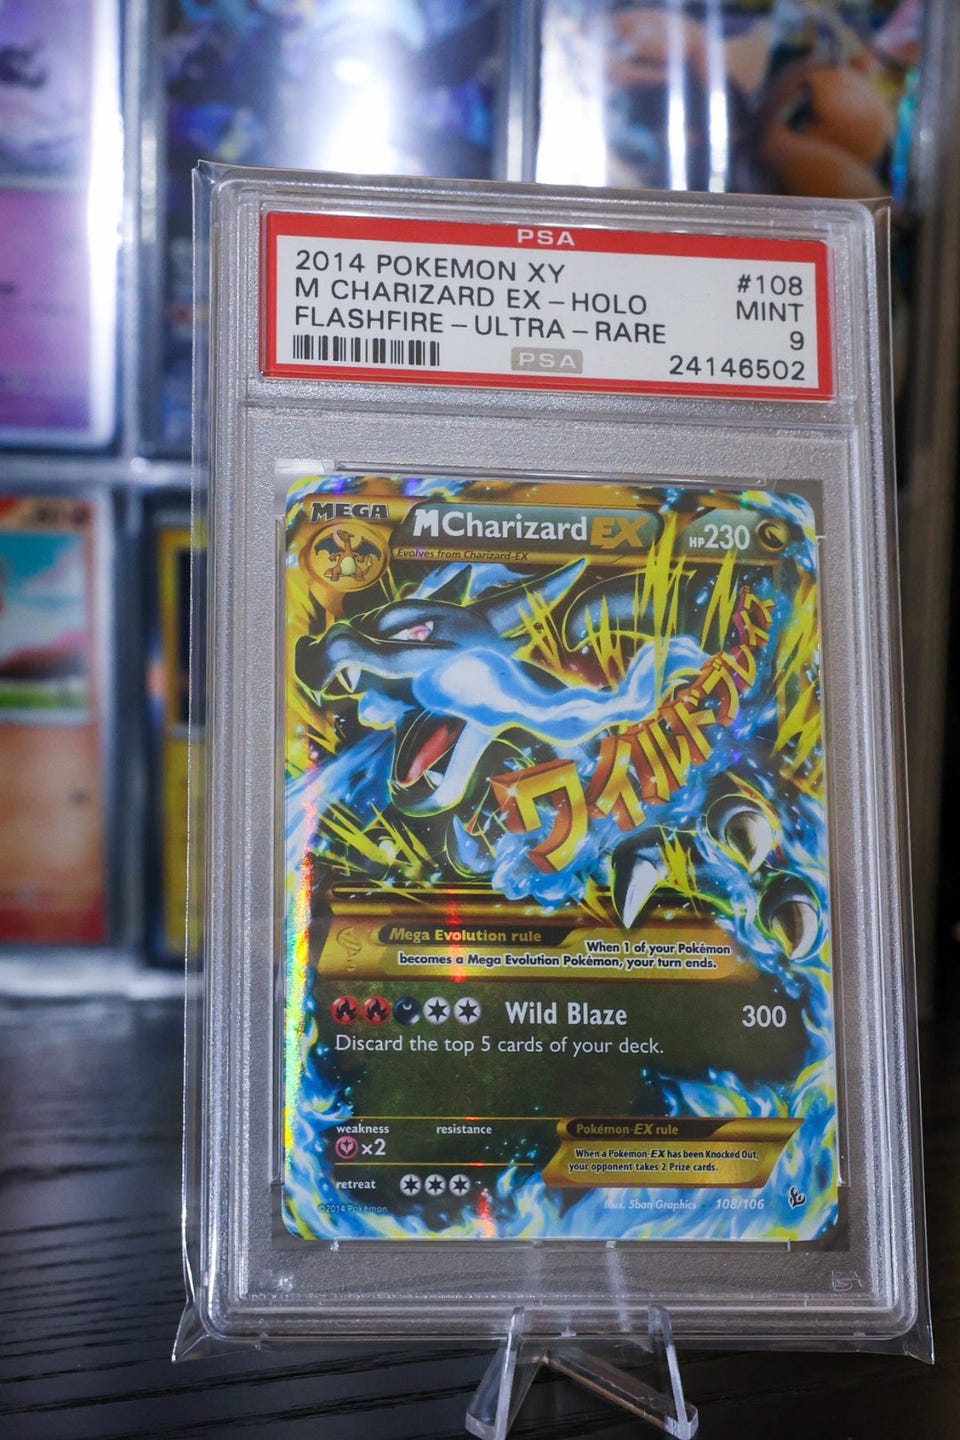 PSA
2014 POKEMON XY #108
M CHARIZARD EX - HOLO MINT
FLASHFIRE - ULTRA - RARE 9
PSA 24146502
MEGA MCharizardEX HP230
Evolves from Charizard-EX
ワイルドブレイズ
Mega Evolution rule
When 1 of your Pokémon
becomes a Mega Evolution Pokémon, your turn ends.
Wild Blaze 300
Discard the top 5 cards of your deck.
weakness resistance
×2
retreat
Pokémon-EX rule
When a Pokémon-EX has been Knocked Out,
your opponent takes 2 Prize cards.
©2014 Pokémon Illus. 5ban Graphics 108/106
PSA